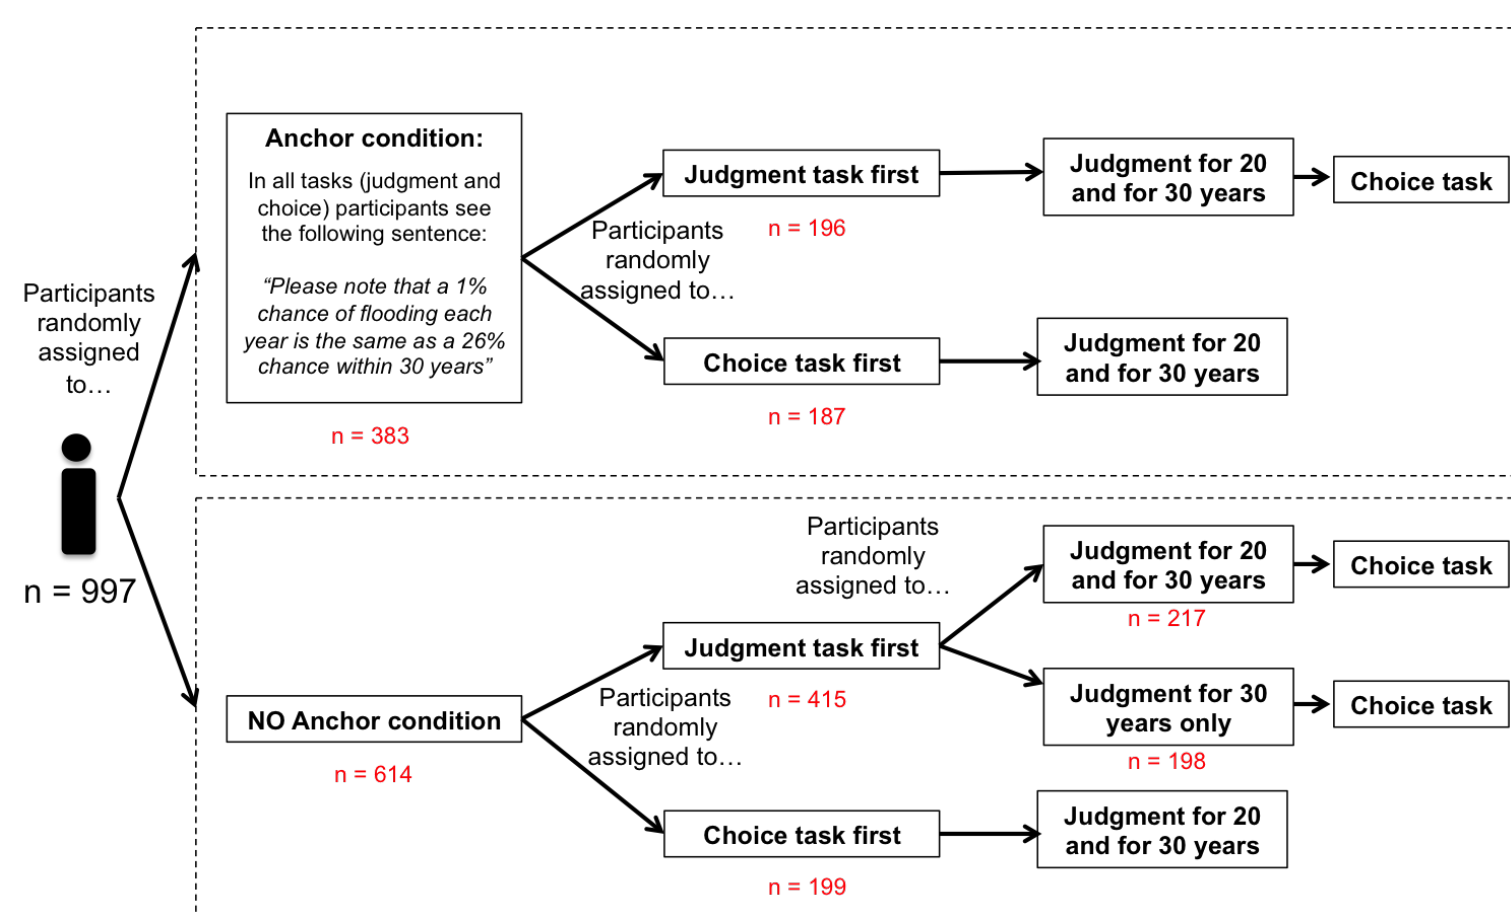 Participants
randomly
assigned
to…
n = 997
Anchor condition:
In all tasks (judgment and
choice) participants see
the following sentence:
“Please note that a 1%
chance of flooding each
year is the same as a 26%
chance within 30 years”
n = 383
Participants
randomly
assigned to…
Judgment task first
n = 196
Judgment for 20
and for 30 years
Choice task
Choice task first
n = 187
Judgment for 20
and for 30 years
NO Anchor condition
n = 614
Participants
randomly
assigned to…
Judgment task first
n = 415
Participants
randomly
assigned to…
Judgment for 20
and for 30 years
n = 217
Choice task
Judgment for 30
years only
n = 198
Choice task
Choice task first
n = 199
Judgment for 20
and for 30 years